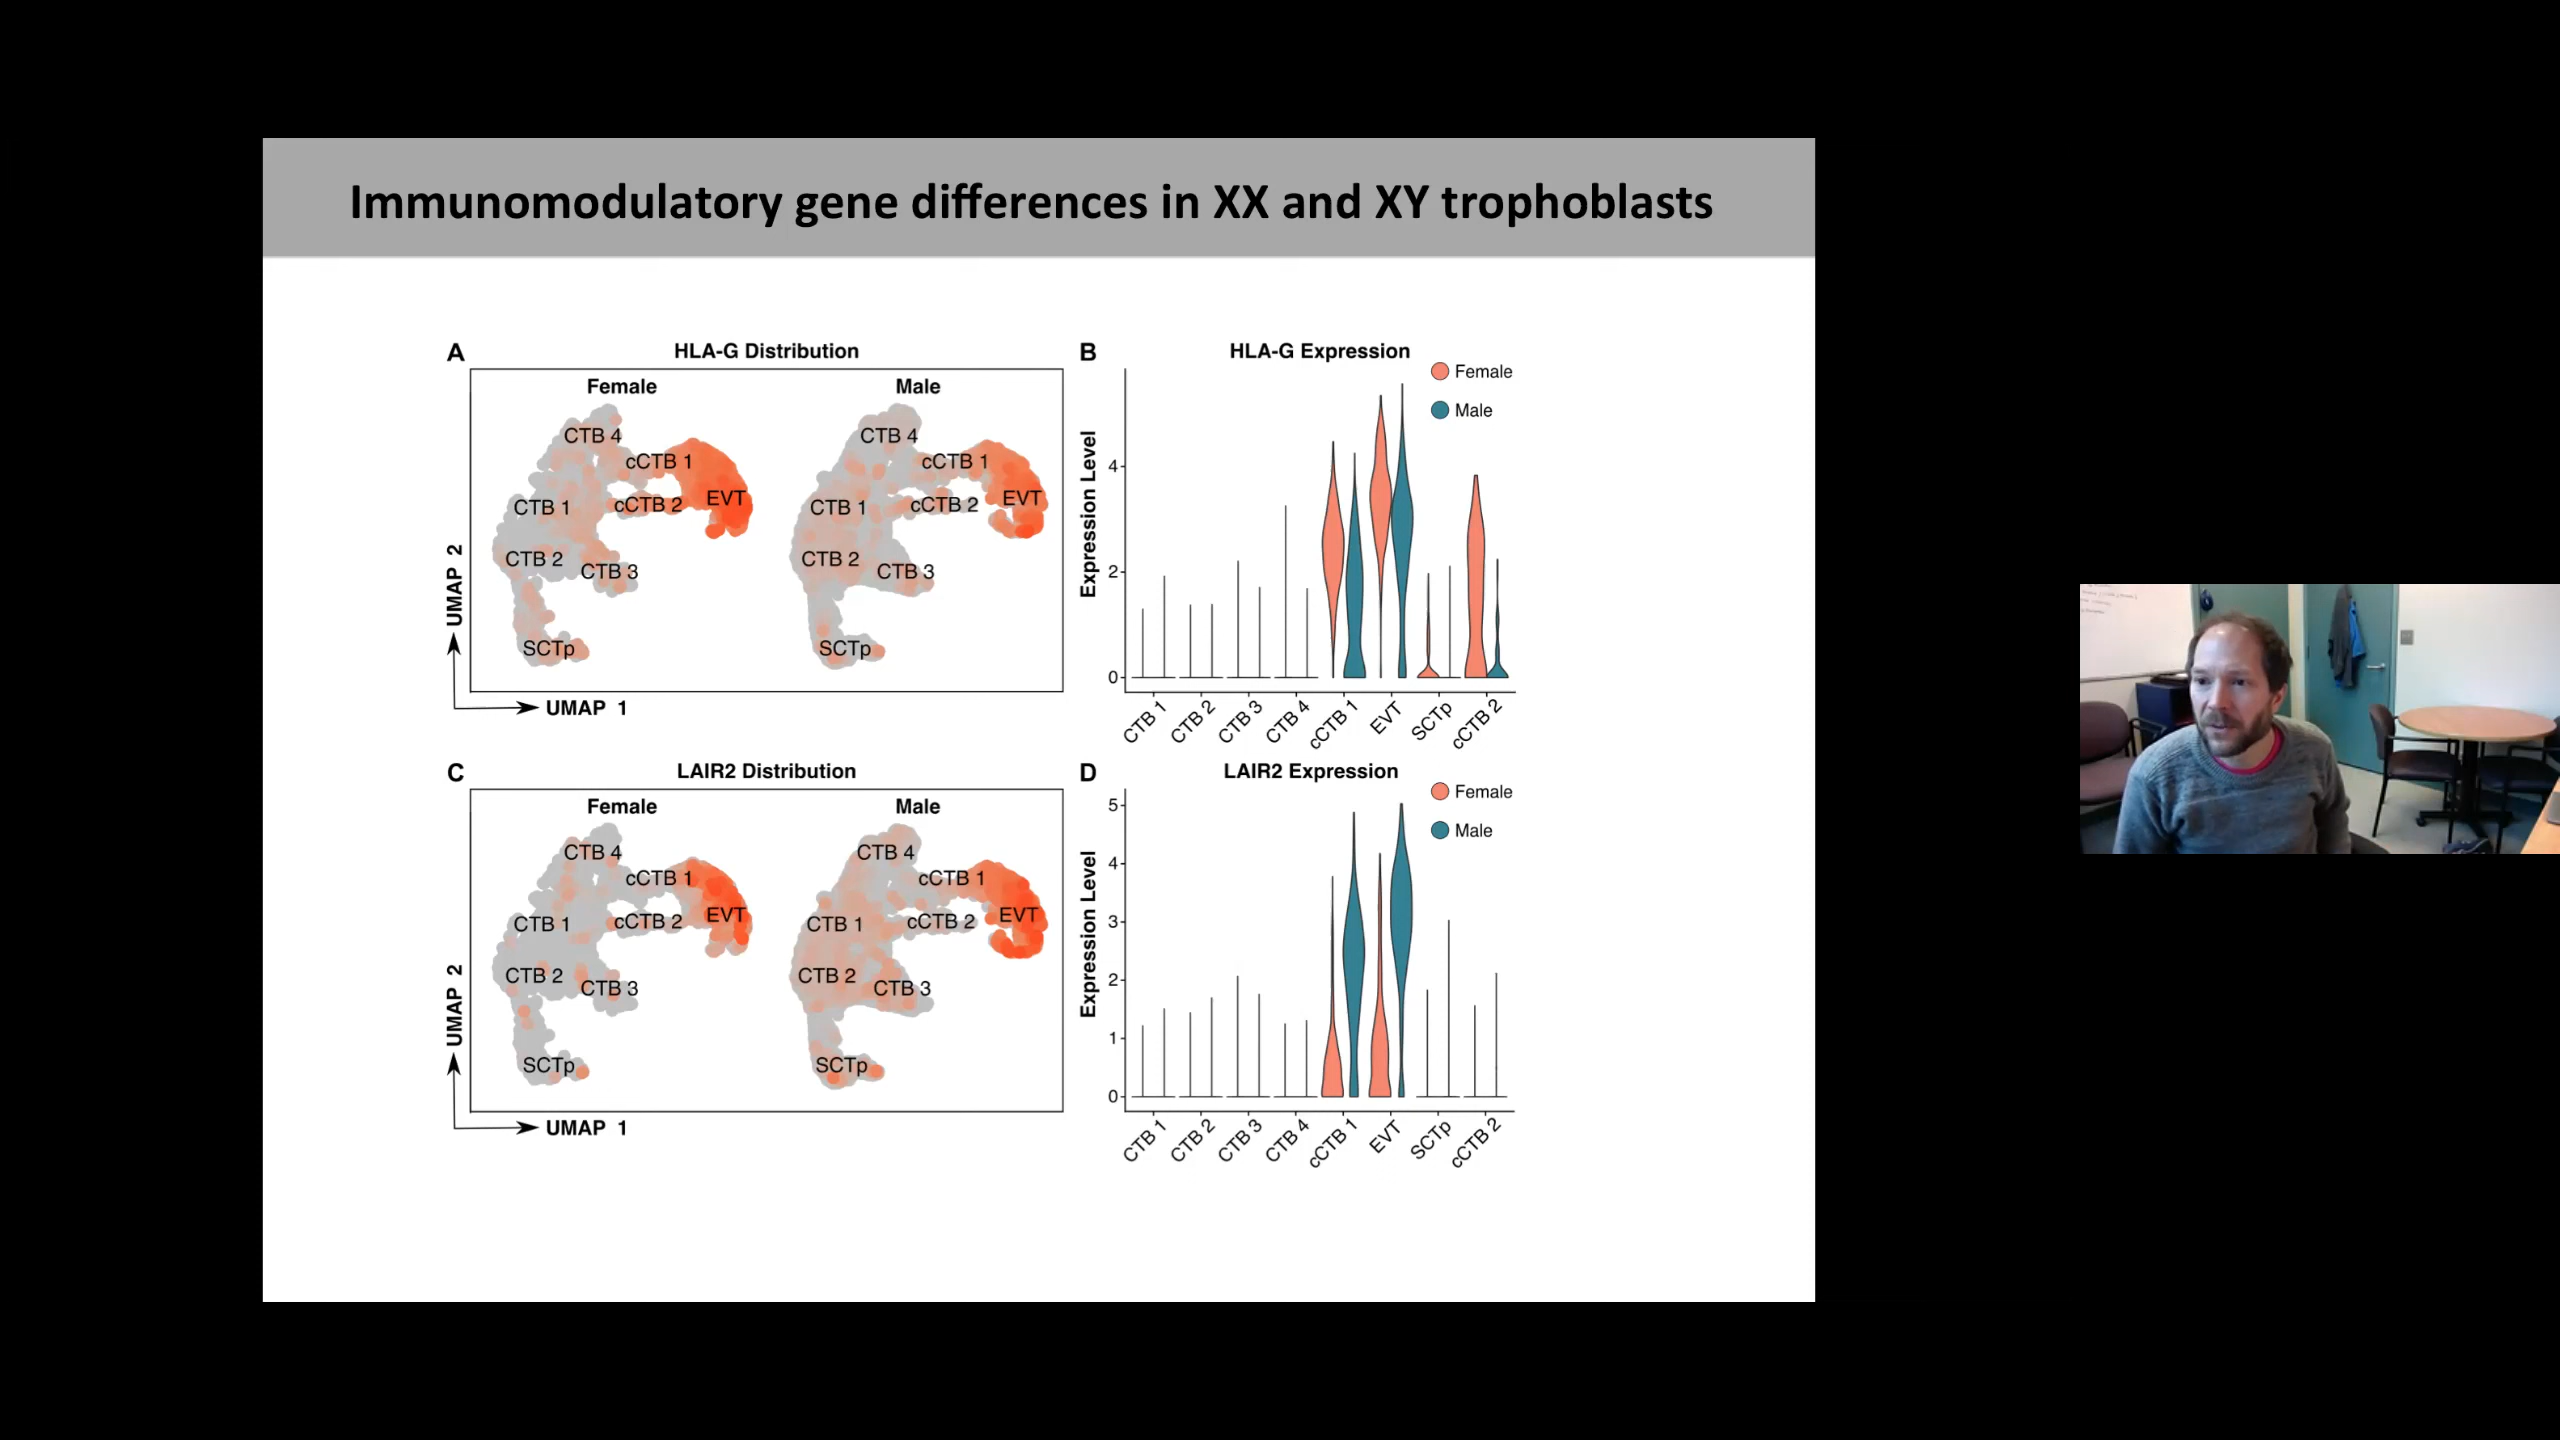 Immunomodulatory gene differences in XX and XY trophoblasts
A
HLA-G Distribution
Female
Male
CTB 4
cCTB 1
EVT
cCTB 2
CTB 1
CTB 2
CTB 3
SCTp
CTB 4
cCTB 1
EVT
cCTB 2
CTB 1
CTB 2
CTB 3
SCTp
UMAP 2
UMAP 1
B
HLA-G Expression
Female
Male
Expression Level
4
2
0
CTB 1
CTB 2
CTB 3
CTB 4
cCTB 1
EVT
SCTp
cCTB 2
C
LAIR2 Distribution
Female
Male
CTB 4
cCTB 1
EVT
cCTB 2
CTB 1
CTB 2
CTB 3
SCTp
CTB 4
cCTB 1
EVT
cCTB 2
CTB 1
CTB 2
CTB 3
SCTp
UMAP 2
UMAP 1
D
LAIR2 Expression
Female
Male
Expression Level
5
4
3
2
1
0
CTB 1
CTB 2
CTB 3
CTB 4
cCTB 1
EVT
SCTp
cCTB 2